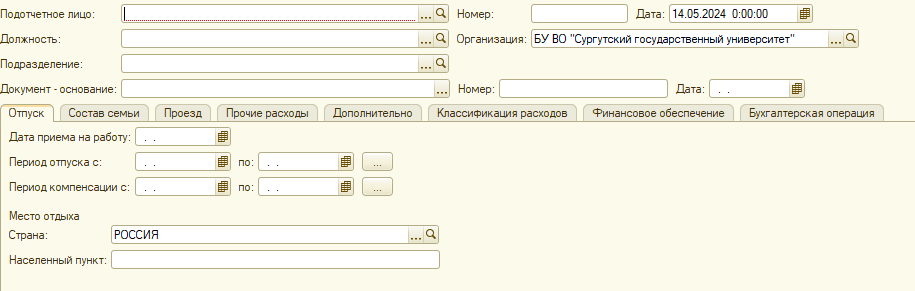 Подотчетное лицо: ... Номер: Дата: 14.05.2024 0:00:00
Должность: ... Организация: БУ ВО "Сургутский государственный университет" ...
Подразделение: ...
Документ - основание: ... Номер: Дата: . .
Отпуск Состав семьи Проезд Прочие расходы Дополнительно Классификация расходов Финансовое обеспечение Бухгалтерская операция
Дата приема на работу: . .
Период отпуска с: . . по: . . ...
Период компенсации с: . . по: . . ...
Место отдыха
Страна: РОССИЯ ...
Населенный пункт: